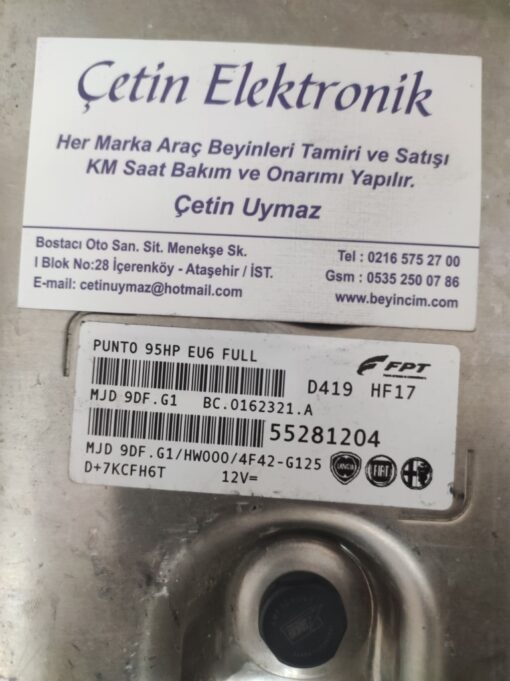 Çetin Elektronik
Her Marka Araç Beyinleri Tamiri ve Satışı
KM Saat Bakım ve Onarımı Yapılır.
Çetin Uymaz
Bostacı Oto San. Sit. Menekşe Sk.
I Blok No:28 İçerenköy - Ataşehir / İST.
E-mail: cetinuymaz@hotmail.com
Tel : 0216 575 27 00
Gsm : 0535 250 07 86
www.beyincim.com
PUNTO 95HP EU6 FULL
FPT
D419 HF17
MJD 9DF.G1 BC.0162321.A
55281204
MJD 9DF.G1/HW000/4F42-G125
LANCIA FIAT
D+7KCFH6T 12V=